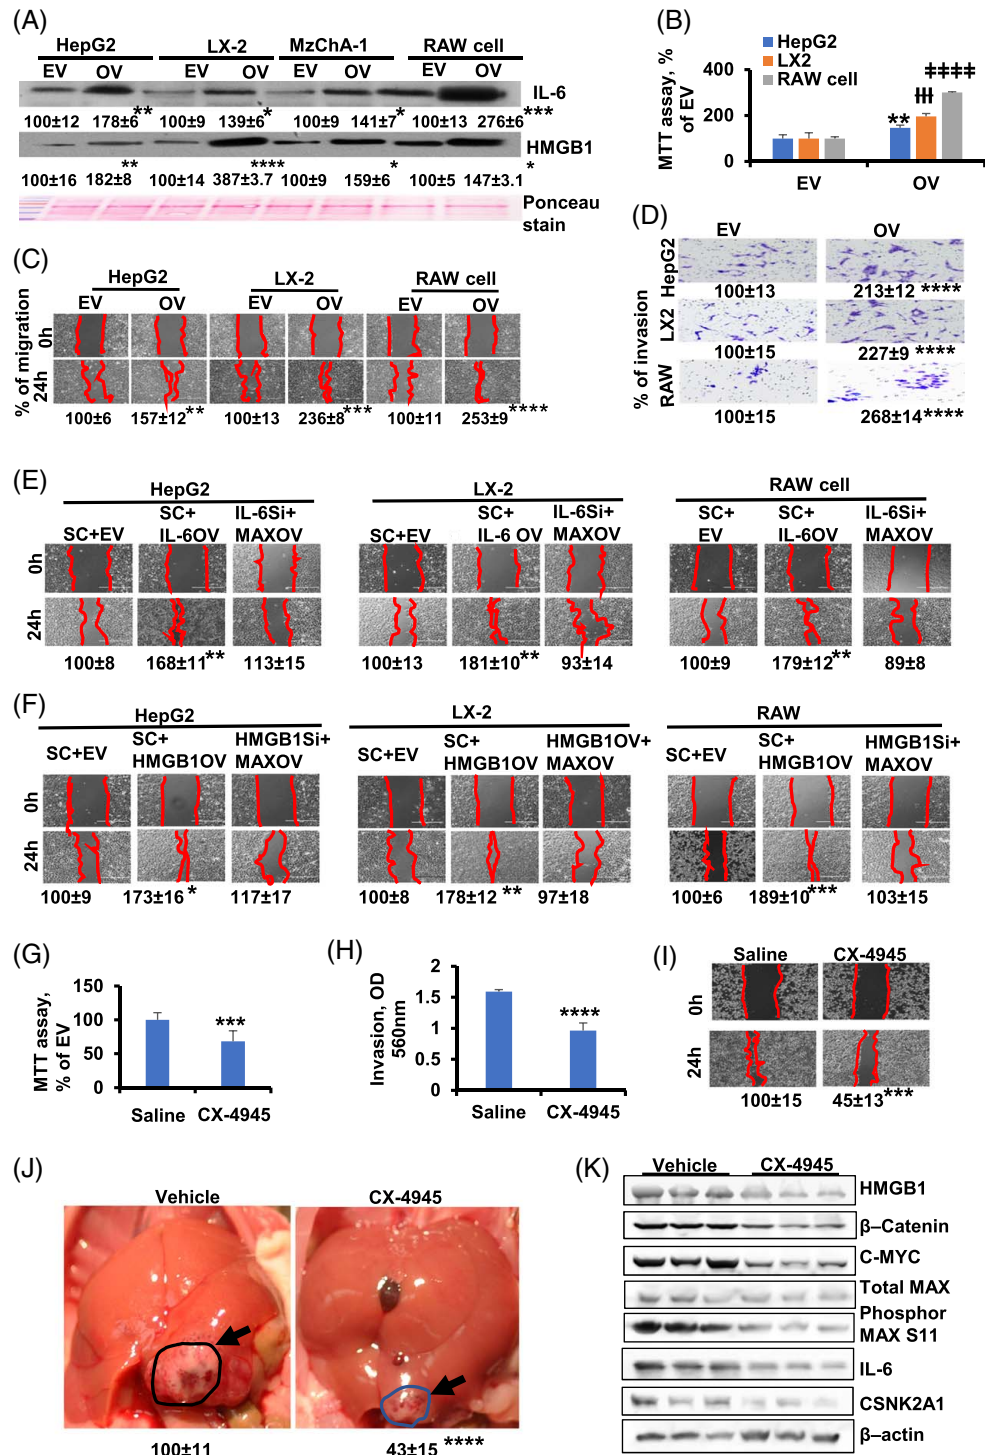 (A)
HepG2 LX-2 MzChA-1 RAW cell
EV OV EV OV EV OV EV OV
IL-6
100±12 178±6** 100±9 139±6* 100±9 141±7* 100±13 276±6***
HMGB1
** **** * *
100±16 182±8 100±14 387±3.7 100±9 159±6 100±5 147±3.1
Ponceau
stain
(B)
HepG2
LX2
RAW cell
MTT assay, %
of EV
400
200
0
** ‡‡‡ ‡‡‡‡
EV OV
(C)
HepG2 LX-2 RAW cell
EV OV EV OV EV OV
% of migration
0h
24h
100±6 157±12** 100±13 236±8*** 100±11 253±9****
(D)
EV OV
% of invasion
HepG2
100±13 213±12 ****
LX2
100±15 227±9 ****
RAW
100±15 268±14****
(E)
HepG2 LX-2 RAW cell
SC+EV SC+ IL-6OV IL-6Si+ MAXOV SC+EV SC+ IL-6 OV IL-6Si+ MAXOV SC+ EV SC+ IL-6OV IL-6Si+ MAXOV
0h
24h
100±8 168±11** 113±15 100±13 181±10** 93±14 100±9 179±12** 89±8
(F)
HepG2 LX-2 RAW
SC+EV SC+ HMGB1OV HMGB1Si+ MAXOV SC+EV SC+ HMGB1OV HMGB1OV+ MAXOV SC+EV SC+ HMGB1OV HMGB1Si+ MAXOV
0h
24h
100±9 173±16* 117±17 100±8 178±12 ** 97±18 100±6 189±10*** 103±15
(G)
MTT assay,
% of EV
150
100
50
0
***
Saline CX-4945
(H)
Invasion, OD
560nm
2
1.5
1
0.5
0
****
Saline CX-4945
(I)
Saline CX-4945
0h
24h
100±15 45±13***
(J)
Vehicle CX-4945
100±11 43±15 ****
(K)
Vehicle CX-4945
HMGB1
β–Catenin
C-MYC
Total MAX
Phosphor
MAX S11
IL-6
CSNK2A1
β–actin